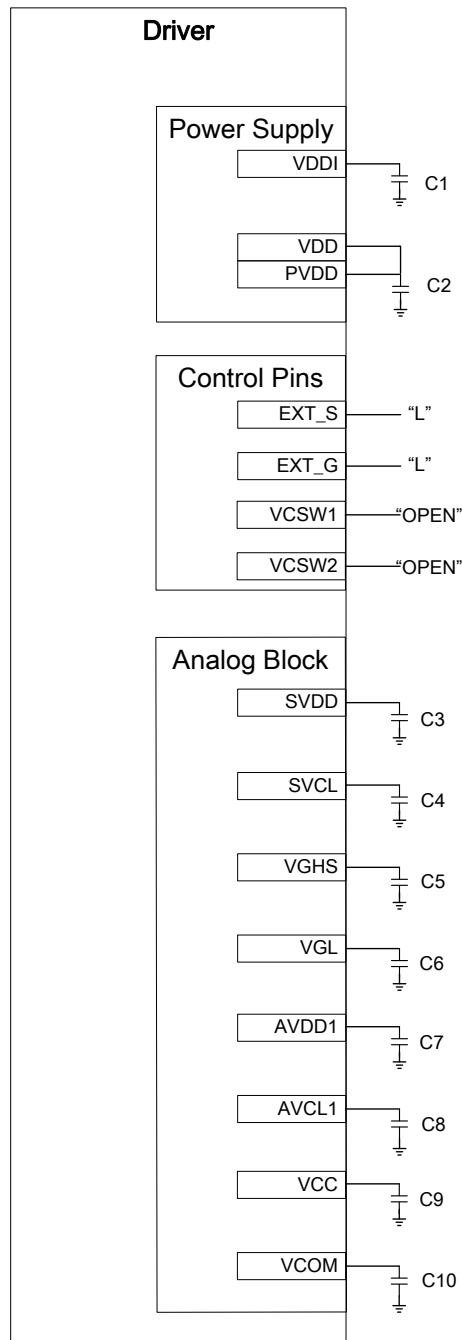 Driver
Power Supply
VDDI
C1
VDD
PVDD
C2
Control Pins
EXT_S “L”
EXT_G “L”
VCSW1 “OPEN”
VCSW2 “OPEN”
Analog Block
SVDD
C3
SVCL
C4
VGHS
C5
VGL
C6
AVDD1
C7
AVCL1
C8
VCC
C9
VCOM
C10